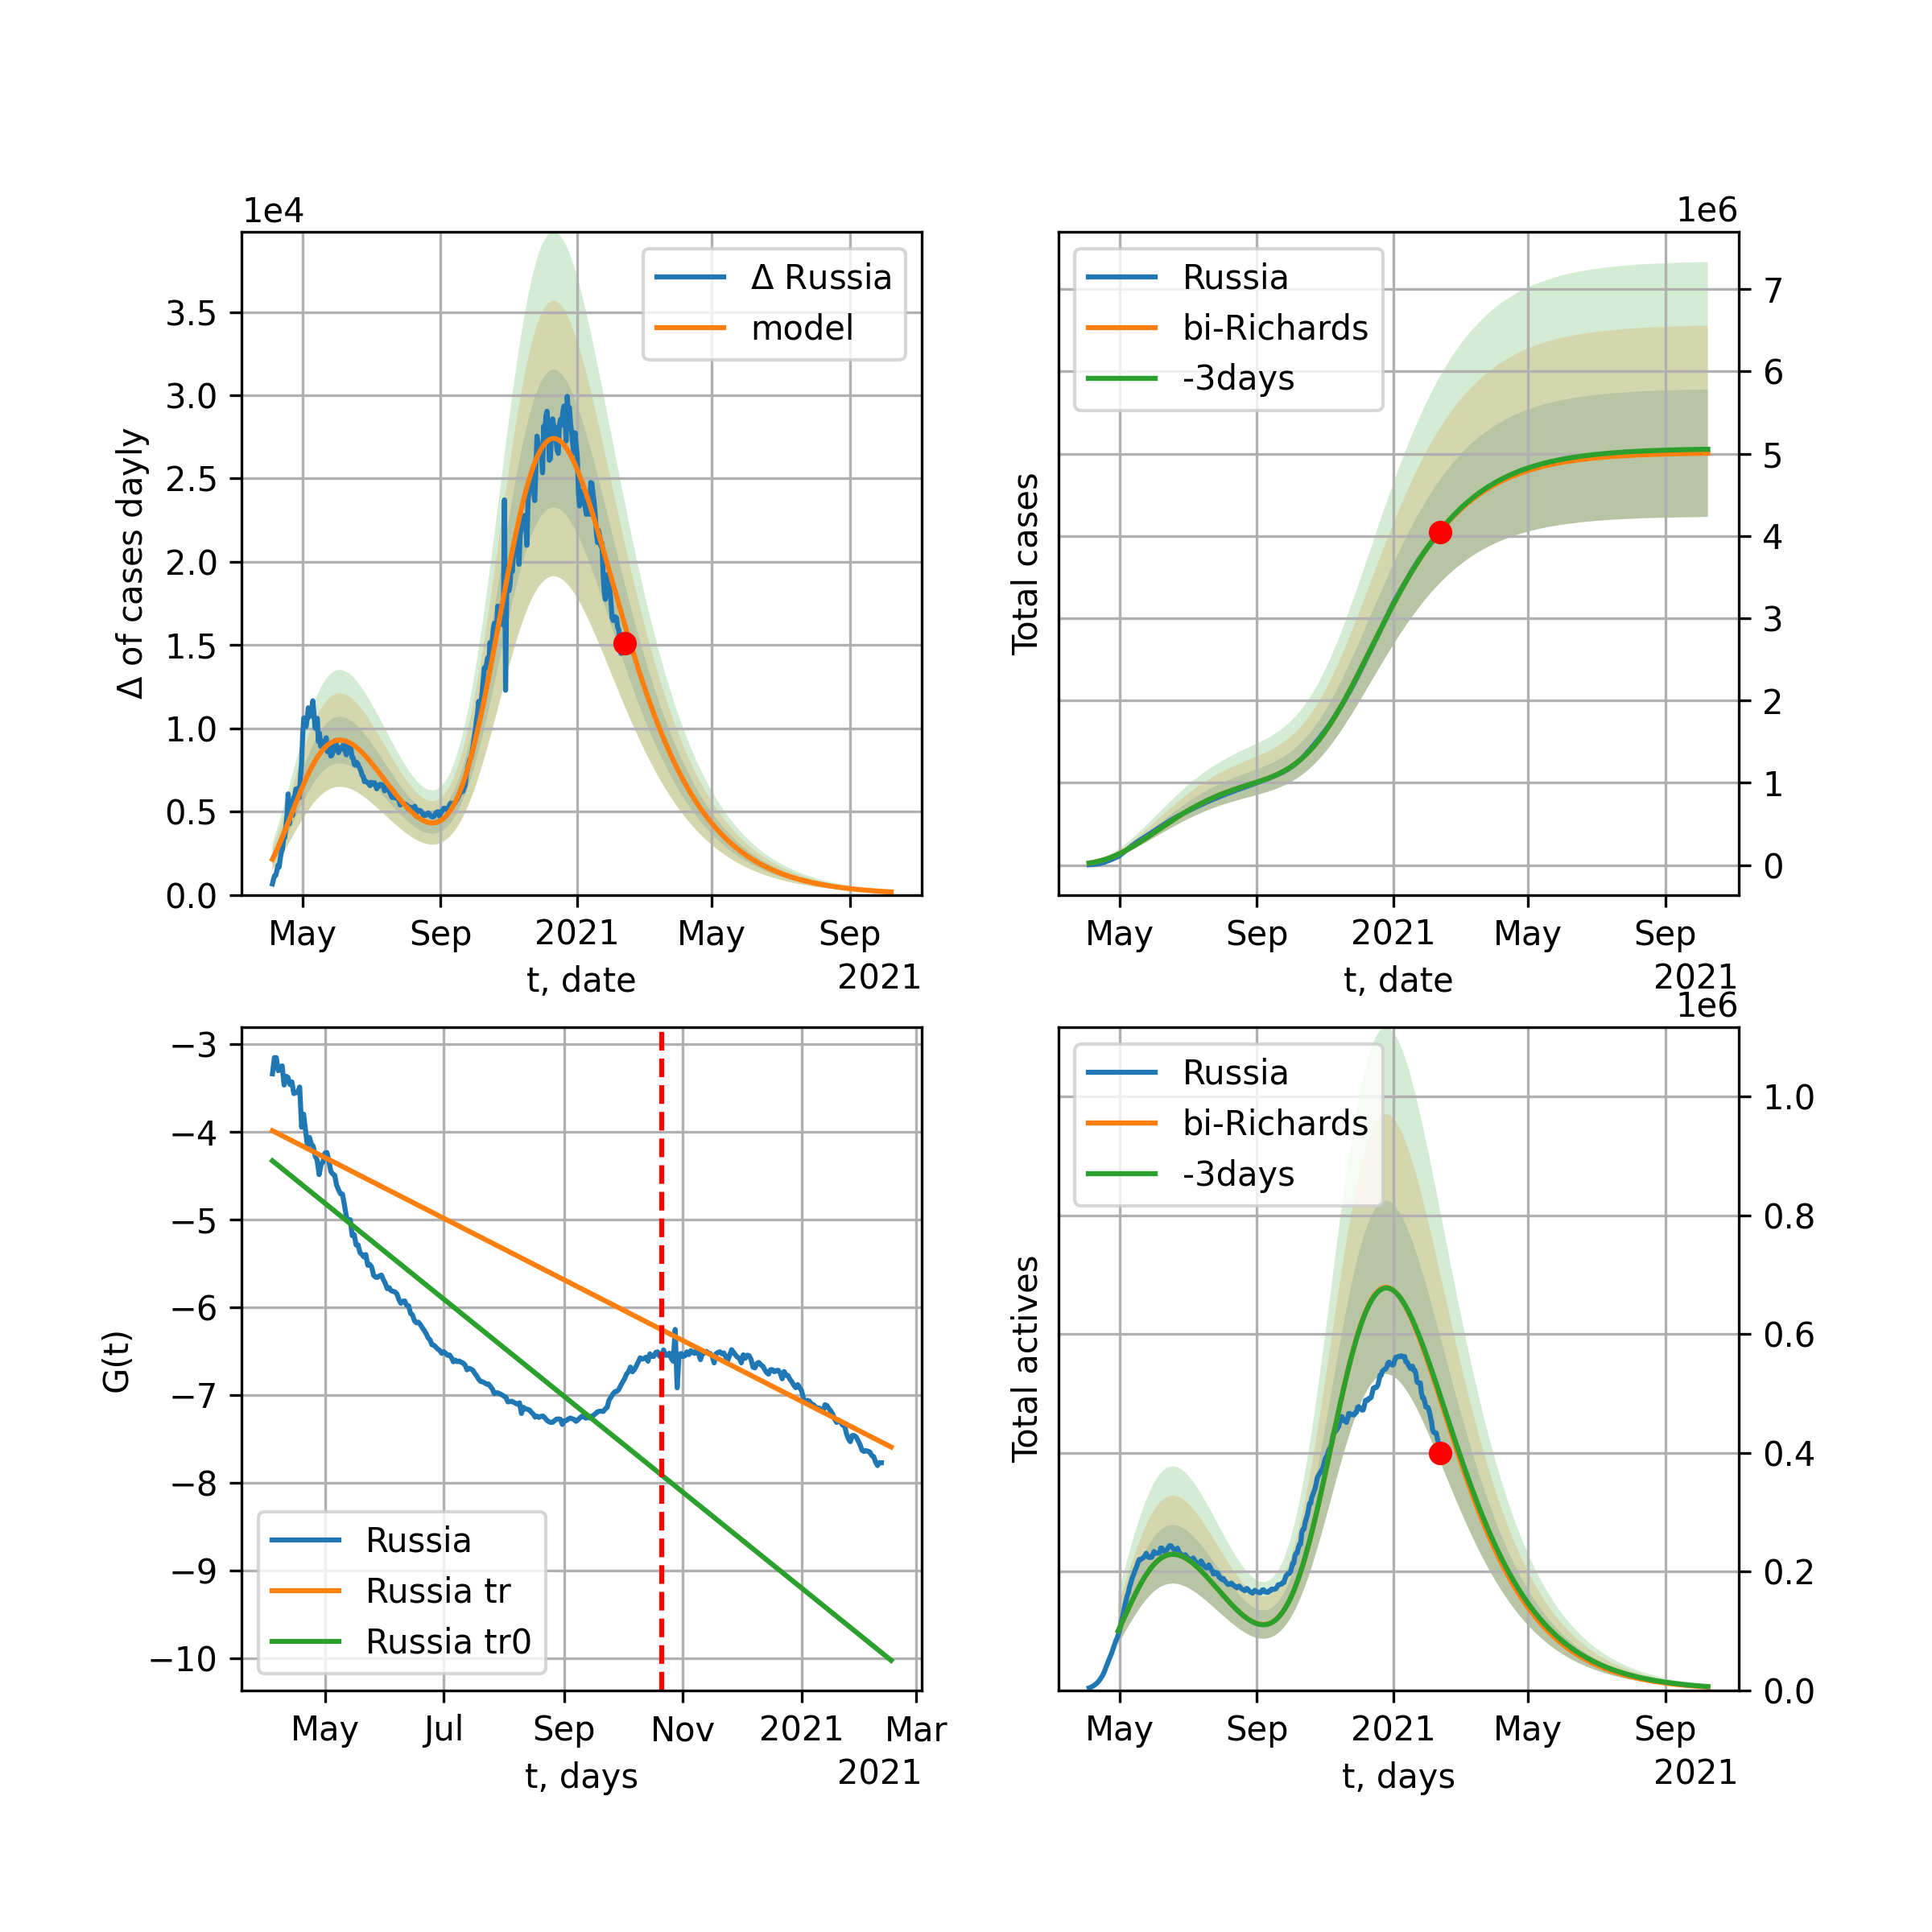 1e4
Δ of cases dayly
3.5
3.0
2.5
2.0
1.5
1.0
0.5
0.0
Δ Russia
model
May Sep 2021 May Sep
t, date
2021
1e6
Total cases
Russia
bi-Richards
-3days
7
6
5
4
3
2
1
0
May Sep 2021 May Sep
t, date
2021
G(t)
−3
−4
−5
−6
−7
−8
−9
−10
Russia
Russia tr
Russia tr0
May Jul Sep Nov 2021 Mar
t, days
2021
1e6
Total actives
Russia
bi-Richards
-3days
1.0
0.8
0.6
0.4
0.2
0.0
May Sep 2021 May Sep
t, days
2021